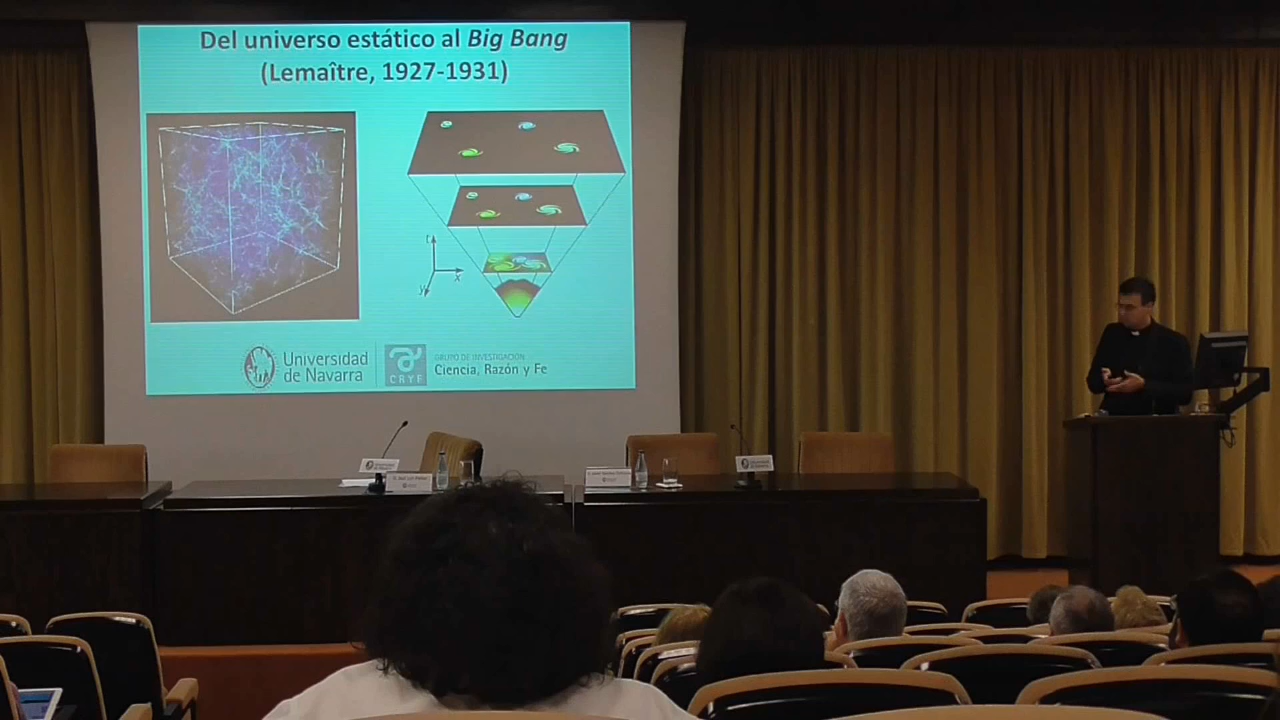 Del universo estático al Big Bang
(Lemaître, 1927-1931)
y
x
Universidad
de Navarra
CRYF
GRUPO DE INVESTIGACIÓN
Ciencia, Razón y Fe